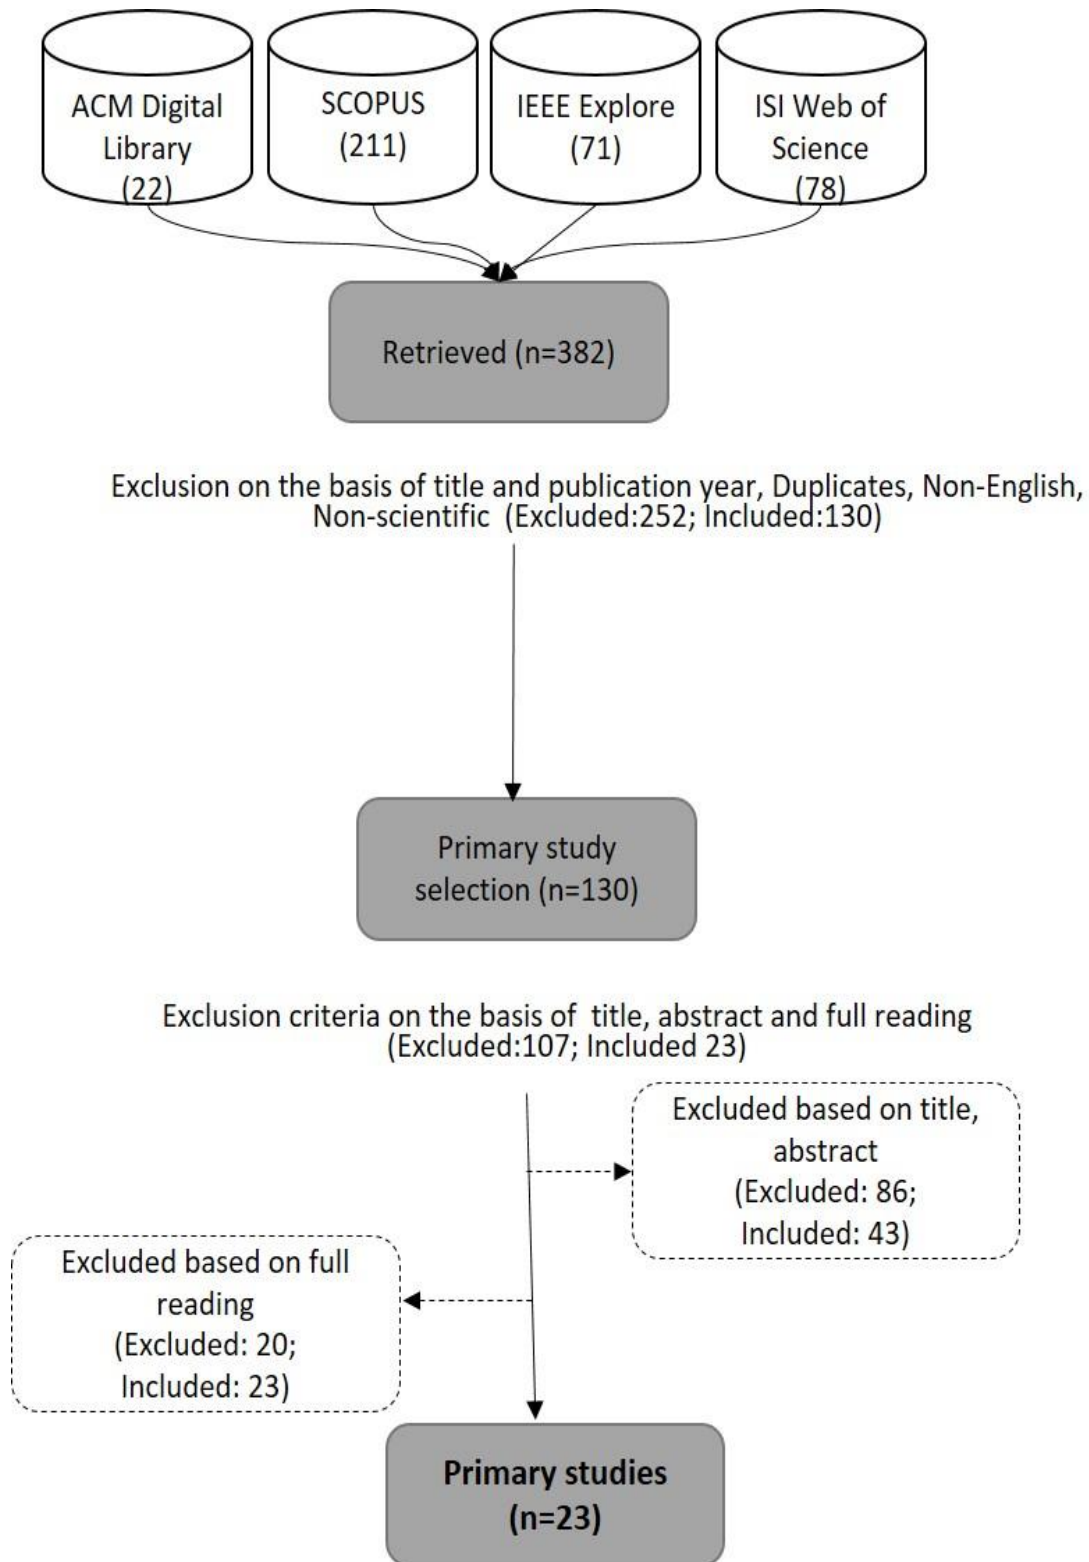 ACM Digital
Library
(22)
SCOPUS
(211)
IEEE Explore
(71)
ISI Web of
Science
(78)
Retrieved (n=382)
Exclusion on the basis of title and publication year, Duplicates, Non-English,
Non-scientific (Excluded:252; Included:130)
Primary study
selection (n=130)
Exclusion criteria on the basis of title, abstract and full reading
(Excluded:107; Included 23)
Excluded based on title,
abstract
(Excluded: 86;
Included: 43)
Excluded based on full
reading
(Excluded: 20;
Included: 23)
Primary studies
(n=23)